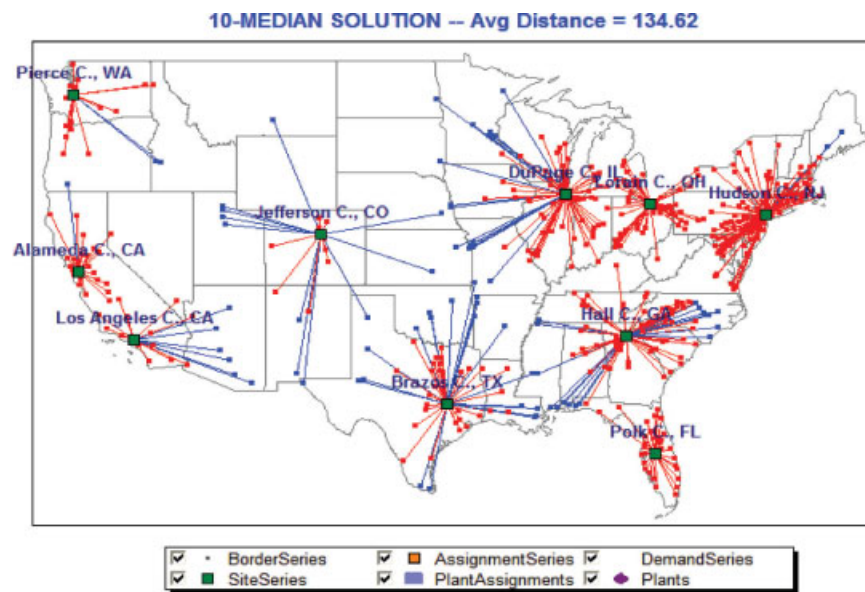 10-MEDIAN SOLUTION -- Avg Distance = 134.62
Pierce C., WA
DuPage C., IL
Lorain C., OH
Hudson C., NJ
Jefferson C., CO
Alameda C., CA
Los Angeles C., CA
Hall C., GA
Brazos C., TX
Polk C., FL
BorderSeries AssignmentSeries DemandSeries
SiteSeries PlantAssignments Plants